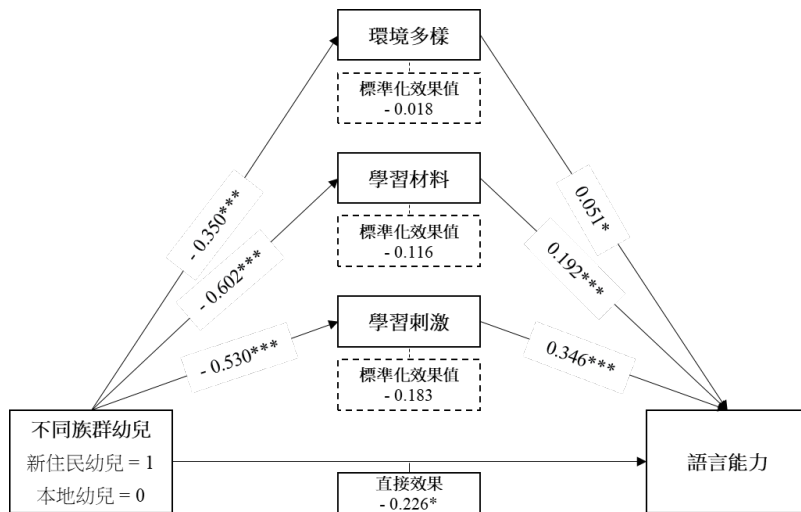 環境多樣
標準化效果值
- 0.018
- 0.350***
0.051*
學習材料
標準化效果值
- 0.116
- 0.602***
0.192***
學習刺激
標準化效果值
- 0.183
- 0.530***
0.346***
不同族群幼兒
新住民幼兒 = 1
本地幼兒 = 0
直接效果
- 0.226*
語言能力